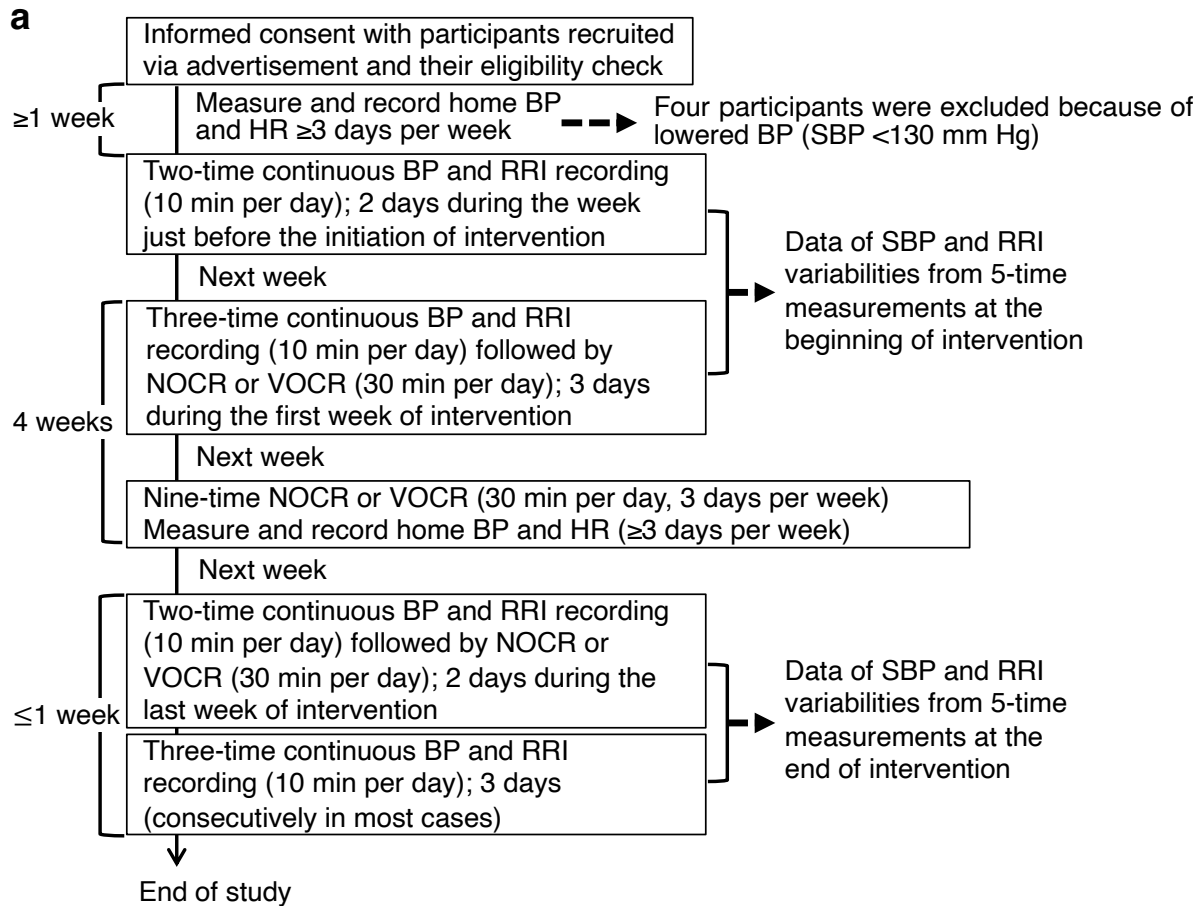 a
Informed consent with participants recruited
via advertisement and their eligibility check
≥1 week
Measure and record home BP
and HR ≥3 days per week
Four participants were excluded because of
lowered BP (SBP <130 mm Hg)
Two-time continuous BP and RRI recording
(10 min per day); 2 days during the week
just before the initiation of intervention
Data of SBP and RRI
variabilities from 5-time
measurements at the
beginning of intervention
Next week
4 weeks
Three-time continuous BP and RRI
recording (10 min per day) followed by
NOCR or VOCR (30 min per day); 3 days
during the first week of intervention
Next week
Nine-time NOCR or VOCR (30 min per day, 3 days per week)
Measure and record home BP and HR (≥3 days per week)
Next week
≤1 week
Two-time continuous BP and RRI recording
(10 min per day) followed by NOCR or
VOCR (30 min per day); 2 days during the
last week of intervention
Data of SBP and RRI
variabilities from 5-time
measurements at the
end of intervention
Three-time continuous BP and RRI
recording (10 min per day); 3 days
(consecutively in most cases)
End of study